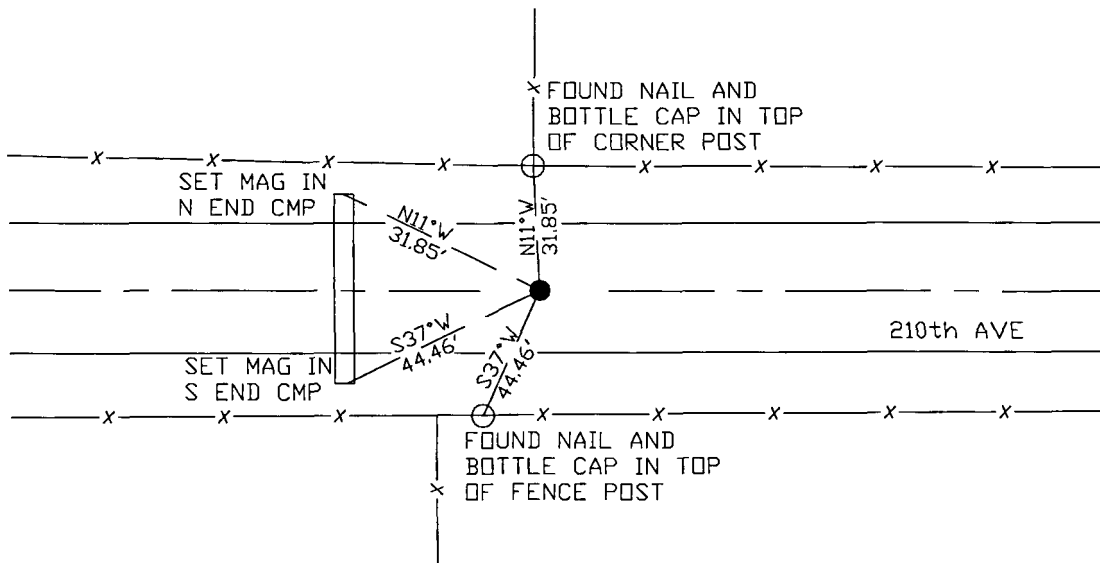 FOUND NAIL AND
BOTTLE CAP IN TOP
OF CORNER POST
SET MAG IN
N END CMP
N11°W
31.85'
N11°W
31.85'
210th AVE
S37°W
44.46'
S37°W
44.46'
SET MAG IN
S END CMP
FOUND NAIL AND
BOTTLE CAP IN TOP
OF FENCE POST